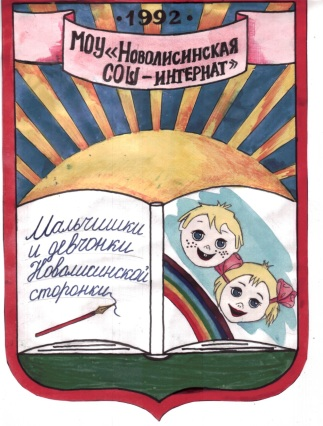 ·1992·
МОУ «Новолисинская
СОШ-ИНТЕРНАТ»
Мальчишки
и девчонки
Новолисинской
сторонки